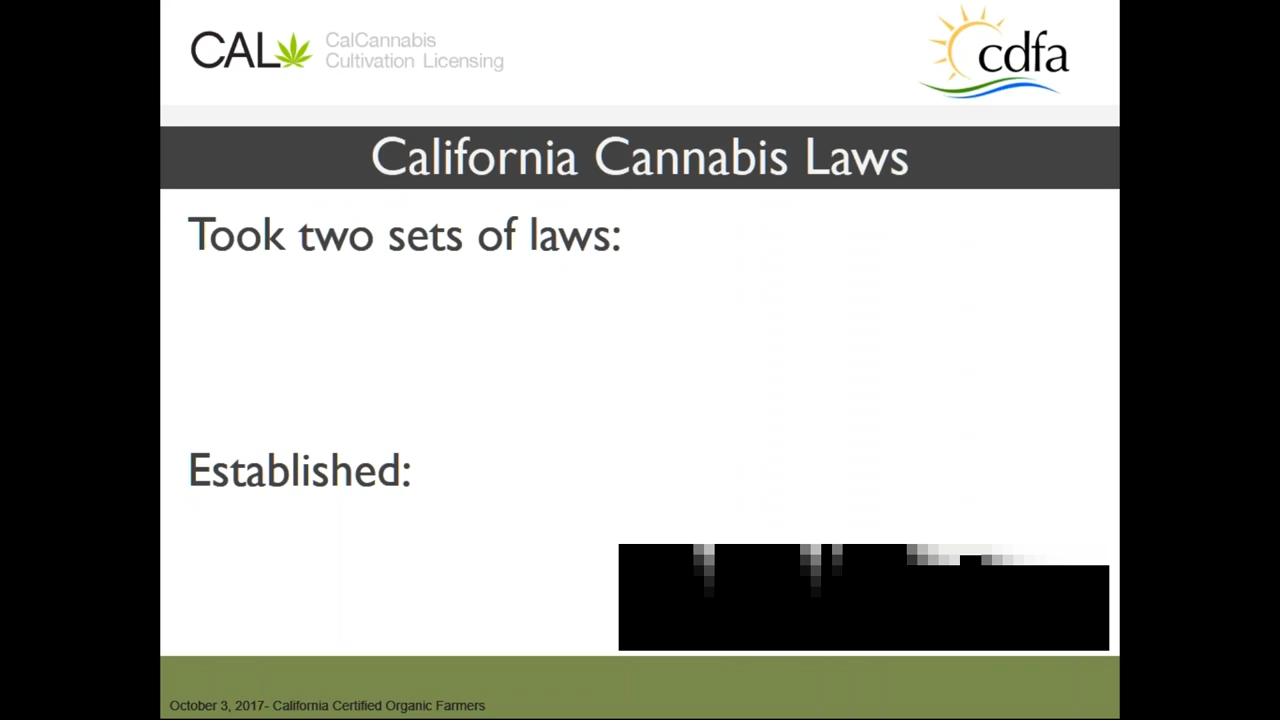 CAL
CalCannabis
Cultivation Licensing
cdfa
California Cannabis Laws
Took two sets of laws:
Established:
October 3, 2017- California Certified Organic Farmers